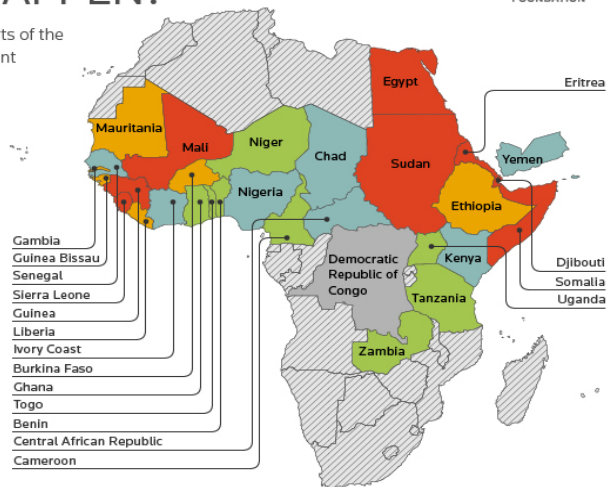 rts of the
nt
Egypt
Eritrea
Mauritania
Mali
Niger
Chad
Sudan
Yemen
Nigeria
Ethiopia
Gambia
Guinea Bissau
Senegal
Sierra Leone
Guinea
Liberia
Ivory Coast
Burkina Faso
Ghana
Togo
Benin
Central African Republic
Cameroon
Democratic
Republic of
Congo
Kenya
Djibouti
Somalia
Uganda
Tanzania
Zambia